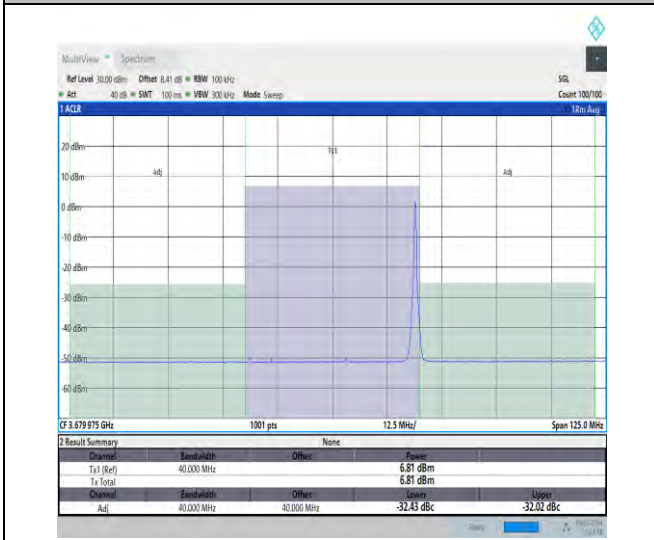 MultiView Spectrum
Ref Level 30.00 dBm Offset 8.41 dB RBW 100 kHz SGL
Att 40 dB SWT 100 ms VBW 300 kHz Mode Sweep Count 100/100
1 ACLR 1Rm Avg
Tx1
20 dBm
Adj Adj
10 dBm
0 dBm
-10 dBm
-20 dBm
-30 dBm
-40 dBm
-50 dBm
-60 dBm
CF 3.679 975 GHz 1001 pts 12.5 MHz/ Span 125.0 MHz
2 Result Summary None
Channel Bandwidth Offset Power
Tx1 (Ref) 40.000 MHz 6.81 dBm
Tx Total 6.81 dBm
Channel Bandwidth Offset Lower Upper
Adj 40.000 MHz 40.000 MHz -32.43 dBc -32.02 dBc